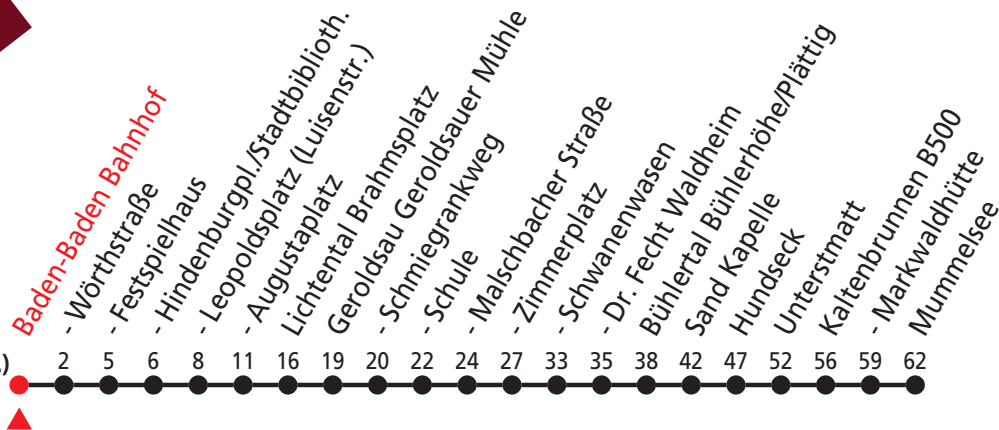 Baden-Baden Bahnhof
- Wörthstraße
- Festspielhaus
- Hindenburgpl./Stadtbiblioth.
- Leopoldsplatz (Luisenstr.)
- Augustaplatz
Lichtental Brahmsplatz
Geroldsau Geroldsauer Mühle
- Schmiegrankweg
- Schule
- Malschbacher Straße
- Zimmerplatz
- Schwanenwasen
- Dr. Fecht Waldheim
Bühlertal Bühlerhöhe/Plättig
Sand Kapelle
Hundseck
Unterstmatt
Kaltenbrunnen B500
- Markwaldhütte
Mummelsee
) 2 5 6 8 11 16 19 20 22 24 27 33 35 38 42 47 52 56 59 62